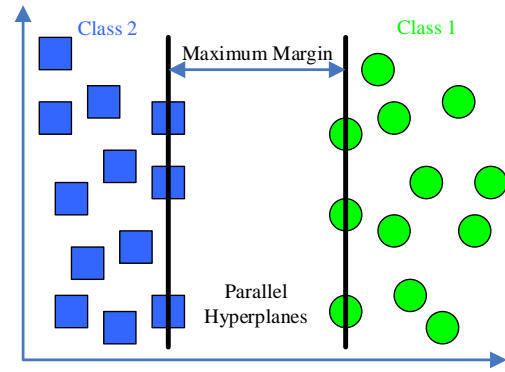 Class 2
Class 1
Maximum Margin
Parallel
Hyperplanes